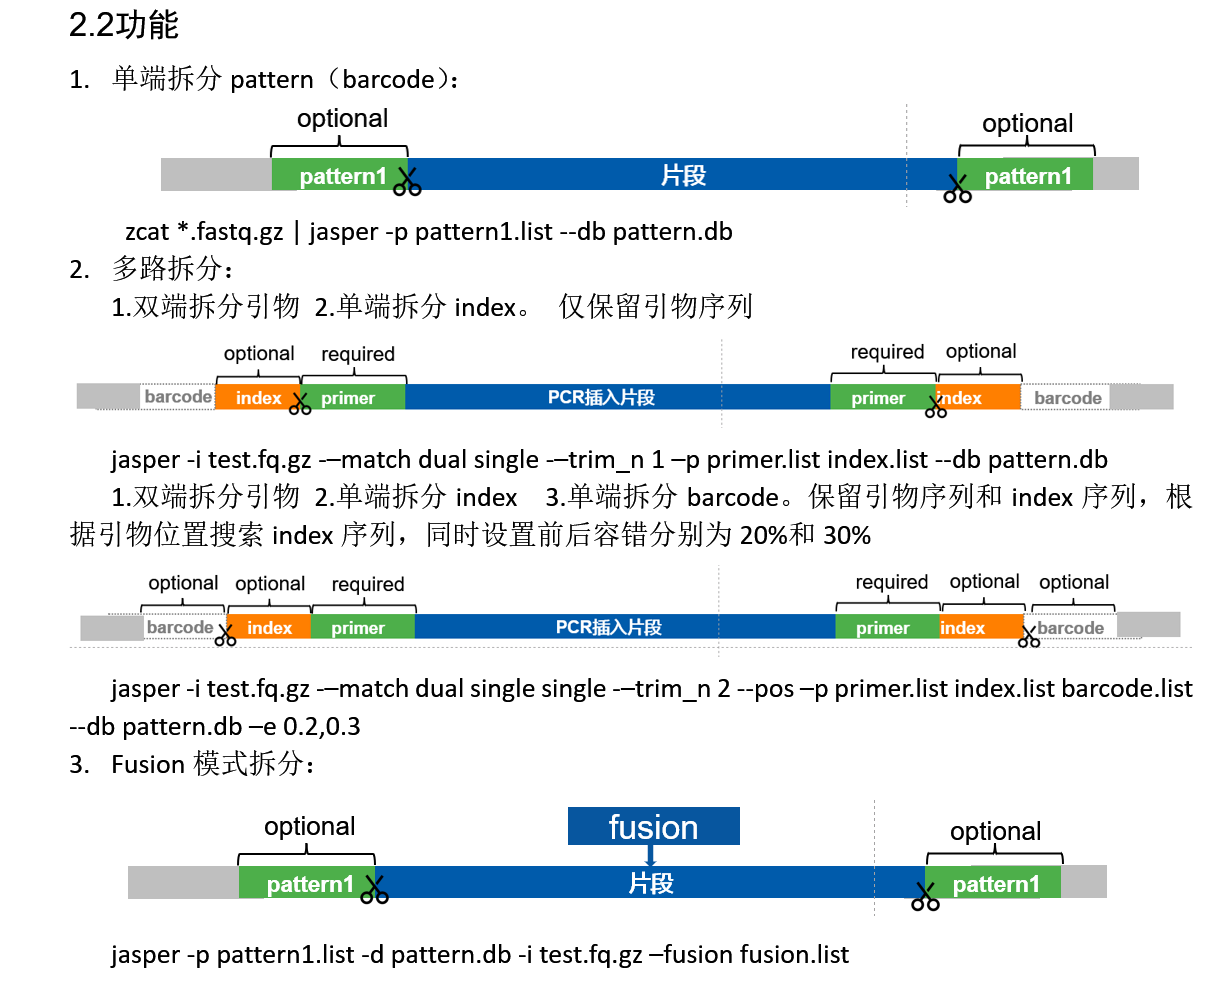 2.2功能
1. 单端拆分 pattern（barcode）：
optional optional
pattern1 片段 pattern1
zcat *.fastq.gz | jasper -p pattern1.list --db pattern.db
2. 多路拆分：
1.双端拆分引物 2.单端拆分 index。 仅保留引物序列
optional required required optional
barcode index primer PCR插入片段 primer index barcode
jasper -i test.fq.gz -–match dual single -–trim_n 1 –p primer.list index.list --db pattern.db
1.双端拆分引物 2.单端拆分 index 3.单端拆分 barcode。保留引物序列和 index 序列，根
据引物位置搜索 index 序列，同时设置前后容错分别为 20%和 30%
optional optional required required optional optional
barcode index primer PCR插入片段 primer index barcode
jasper -i test.fq.gz -–match dual single single -–trim_n 2 --pos –p primer.list index.list barcode.list
--db pattern.db –e 0.2,0.3
3. Fusion 模式拆分：
optional fusion optional
pattern1 片段 pattern1
jasper -p pattern1.list -d pattern.db -i test.fq.gz –fusion fusion.list